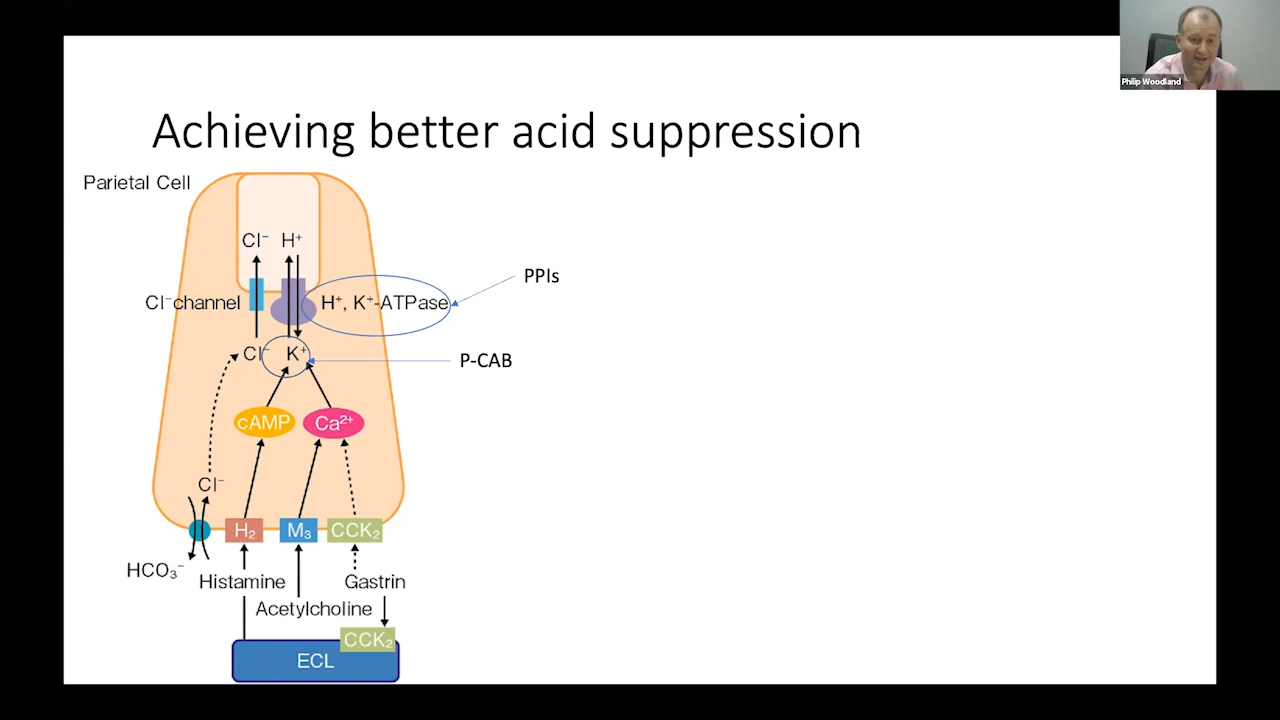 Philip Woodland
Achieving better acid suppression
Parietal Cell
Cl⁻ H⁺
PPIs
Cl⁻channel
H⁺, K⁺-ATPase
Cl⁻ K⁺
P-CAB
cAMP Ca²⁺
Cl⁻
H₂ M₃ CCK₂
HCO₃⁻
Histamine Gastrin
Acetylcholine
CCK₂
ECL